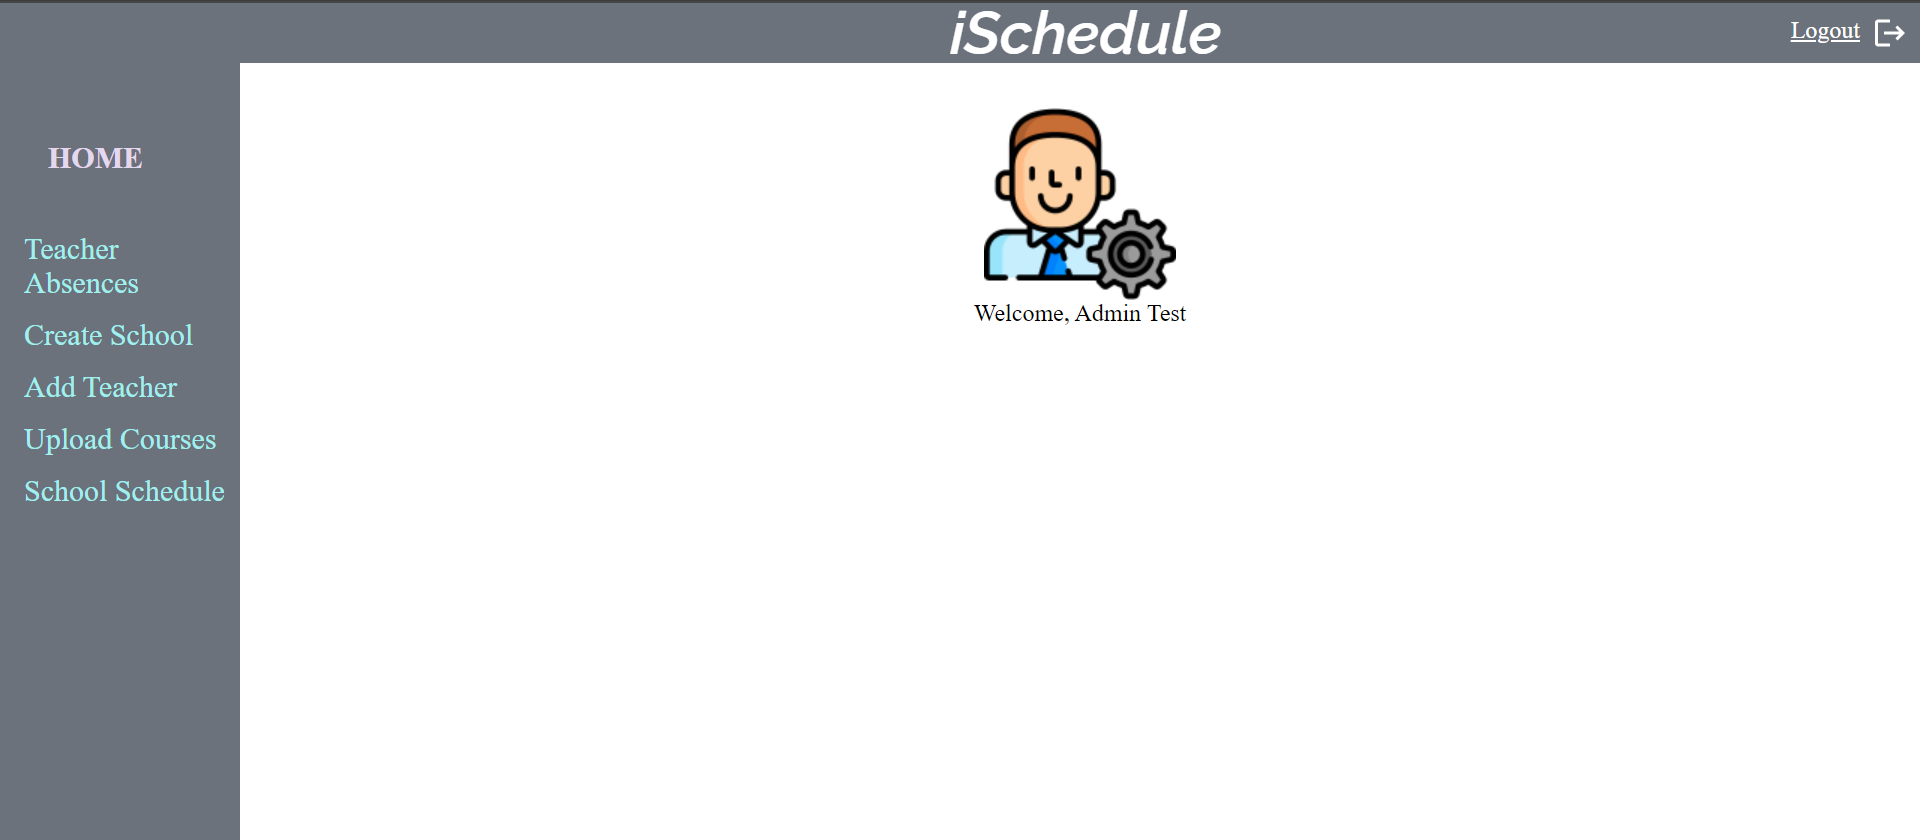 iSchedule
Logout
HOME
Teacher
Absences
Create School
Add Teacher
Upload Courses
School Schedule
Welcome, Admin Test